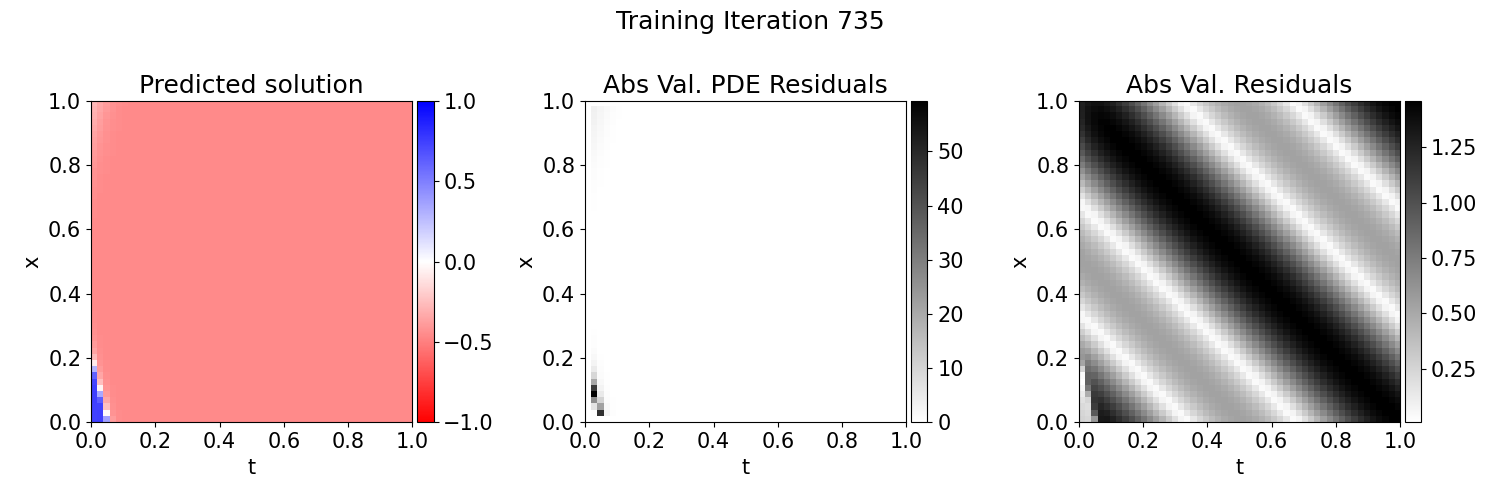 Training Iteration 735
Predicted solution
1.0
0.8
0.6
0.4
0.2
0.0
x
0.0 0.2 0.4 0.6 0.8 1.0
t
1.0
0.5
0.0
−0.5
−1.0
Abs Val. PDE Residuals
1.0
0.8
0.6
0.4
0.2
0.0
x
0.0 0.2 0.4 0.6 0.8 1.0
t
50
40
30
20
10
0
Abs Val. Residuals
1.0
0.8
0.6
0.4
0.2
0.0
x
0.0 0.2 0.4 0.6 0.8 1.0
t
1.25
1.00
0.75
0.50
0.25